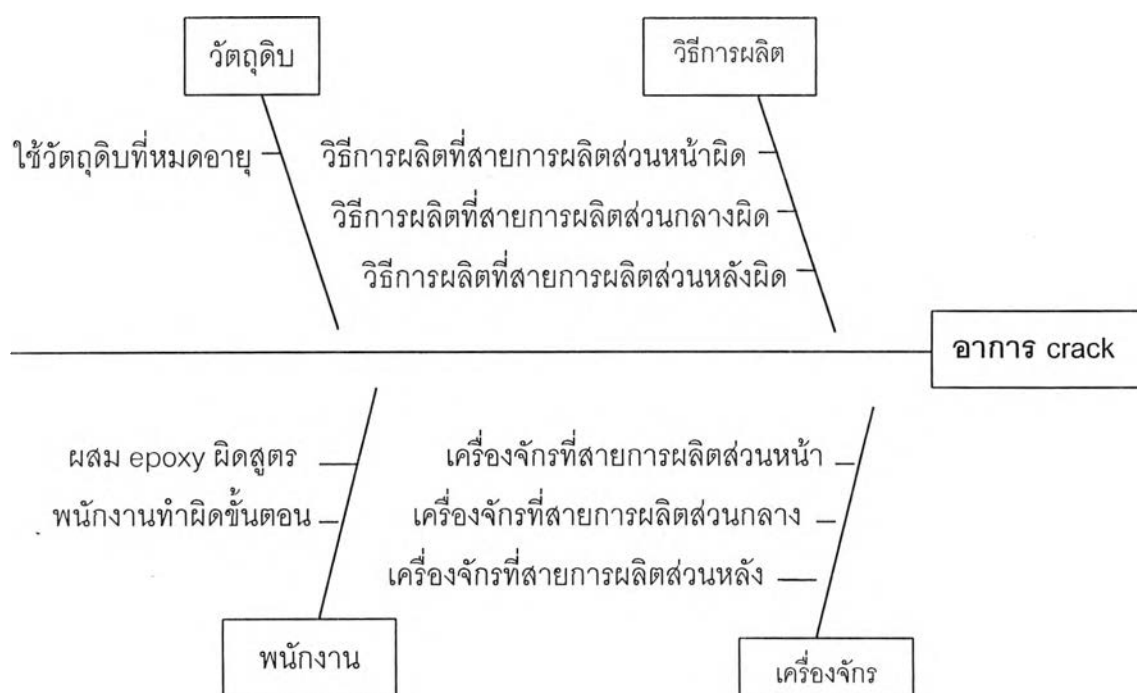 วัตถุดิบ
วิธีการผลิต
ใช้วัตถุดิบที่หมดอายุ
วิธีการผลิตที่สายการผลิตส่วนหน้าผิด
วิธีการผลิตที่สายการผลิตส่วนกลางผิด
วิธีการผลิตที่สายการผลิตส่วนหลังผิด
อาการ crack
ผสม epoxy ผิดสูตร
พนักงานทำผิดขั้นตอน
เครื่องจักรที่สายการผลิตส่วนหน้า
เครื่องจักรที่สายการผลิตส่วนกลาง
เครื่องจักรที่สายการผลิตส่วนหลัง
พนักงาน
เครื่องจักร